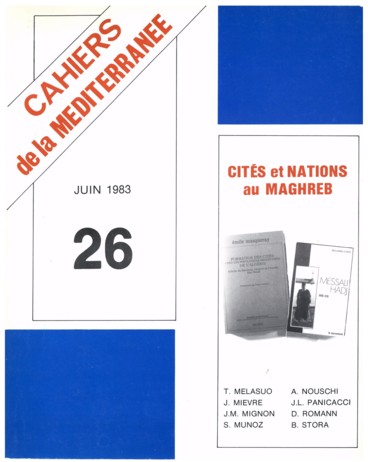 CAHIERS
de la MEDITERRANEE
JUIN 1983
26
CITÉS et NATIONS
au MAGHREB
MESSALI
HADJ
T. MELASUO
J. MIEVRE
J.M. MIGNON
S. MUNOZ
A. NOUSCHI
J.L. PANICACCI
D. ROMANN
B. STORA